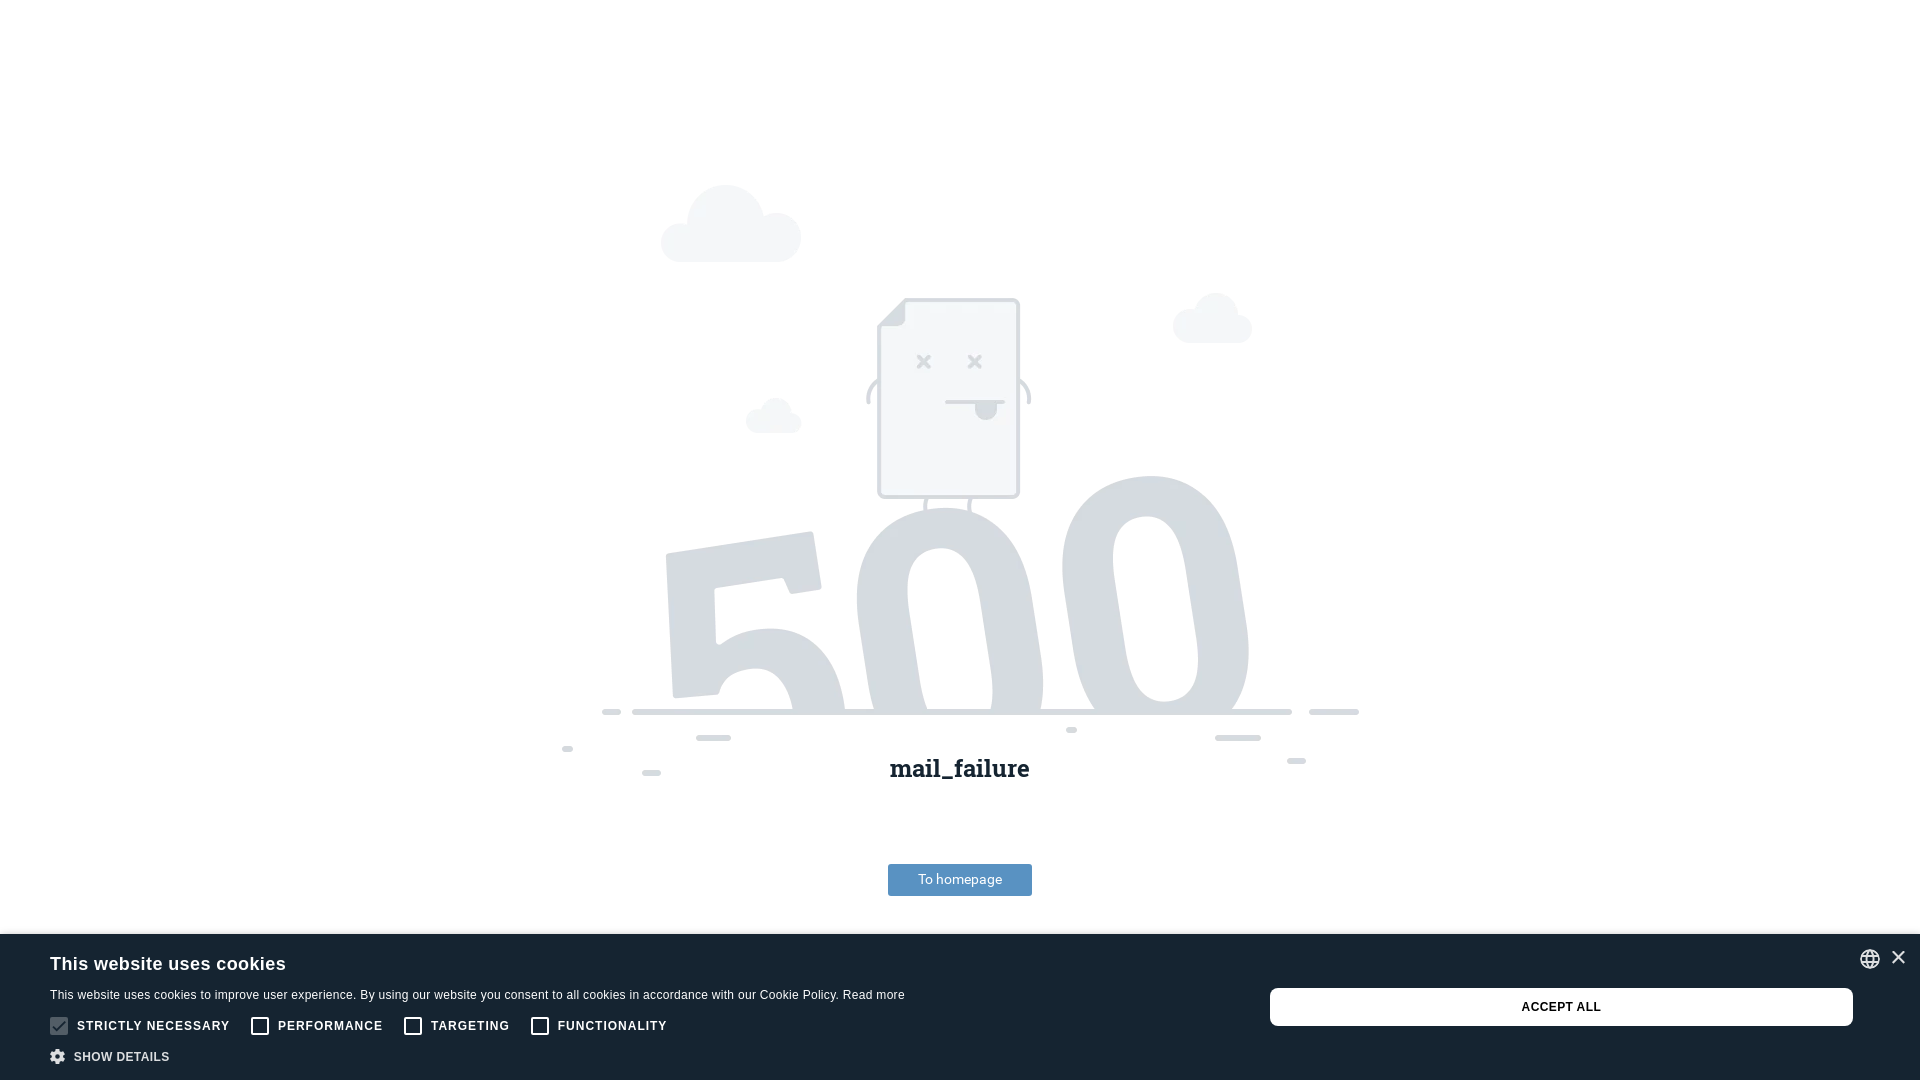 500
mail_failure
To homepage
This website uses cookies
This website uses cookies to improve user experience. By using our website you consent to all cookies in accordance with our Cookie Policy. Read more
STRICTLY NECESSARY PERFORMANCE TARGETING FUNCTIONALITY
SHOW DETAILS
ACCEPT ALL